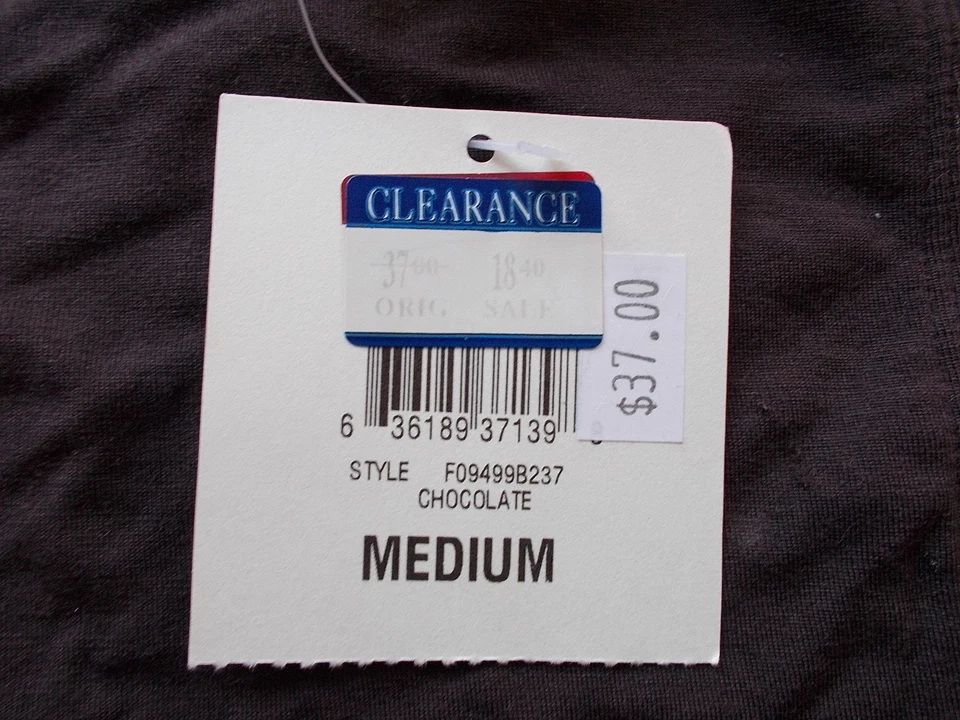 CLEARANCE
37 00 18 40
ORIG. SALE
$37.00
6 36189 37139
STYLE F09499B237
CHOCOLATE
MEDIUM